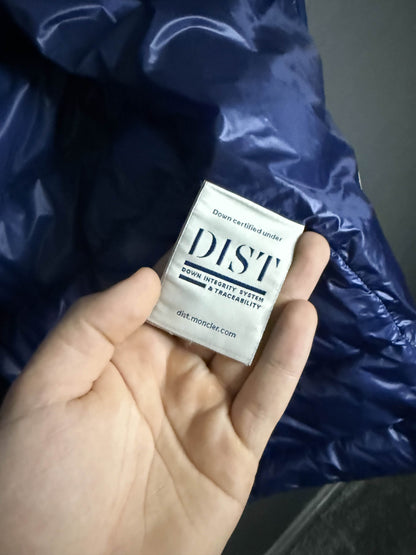 Down certified under
DIST
DOWN INTEGRITY SYSTEM
& TRACEABILITY
dist.moncler.com